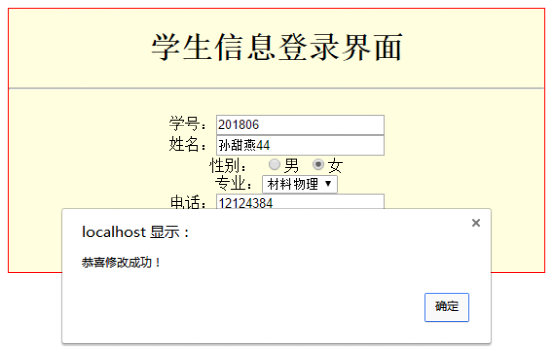 学生信息登录界面
学号：201806
姓名：孙甜燕44
性别： 男 女
专业：材料物理
电话：12124384
localhost 显示：
恭喜修改成功！
确定